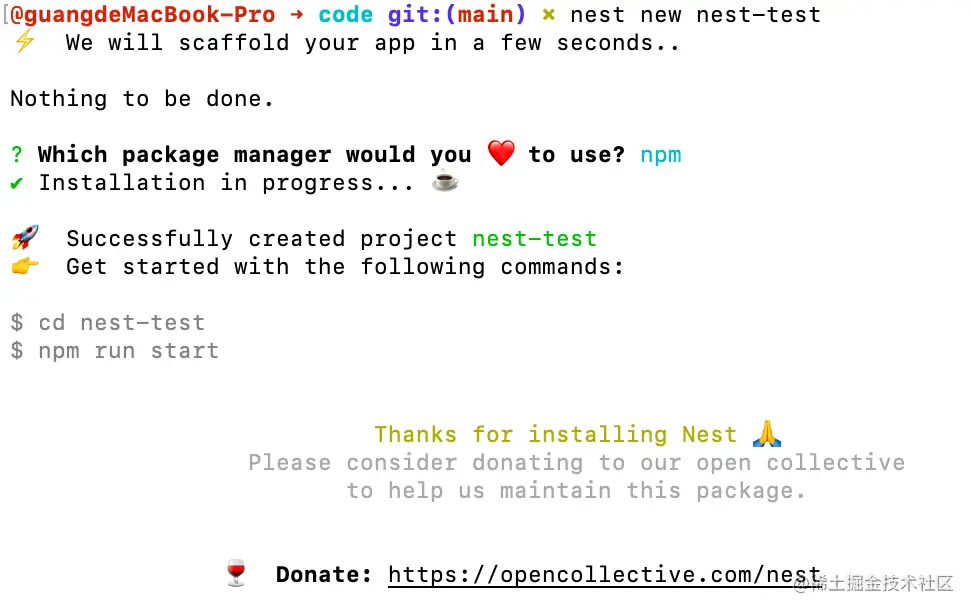 [@guangdeMacBook-Pro → code git:(main) × nest new nest-test
⚡ We will scaffold your app in a few seconds..
Nothing to be done.
? Which package manager would you ❤️ to use? npm
✔ Installation in progress... ☕
🚀 Successfully created project nest-test
👉 Get started with the following commands:
$ cd nest-test
$ npm run start
Thanks for installing Nest 🙏
Please consider donating to our open collective
to help us maintain this package.
🍷 Donate: https://opencollective.com/nest
@稀土掘金技术社区